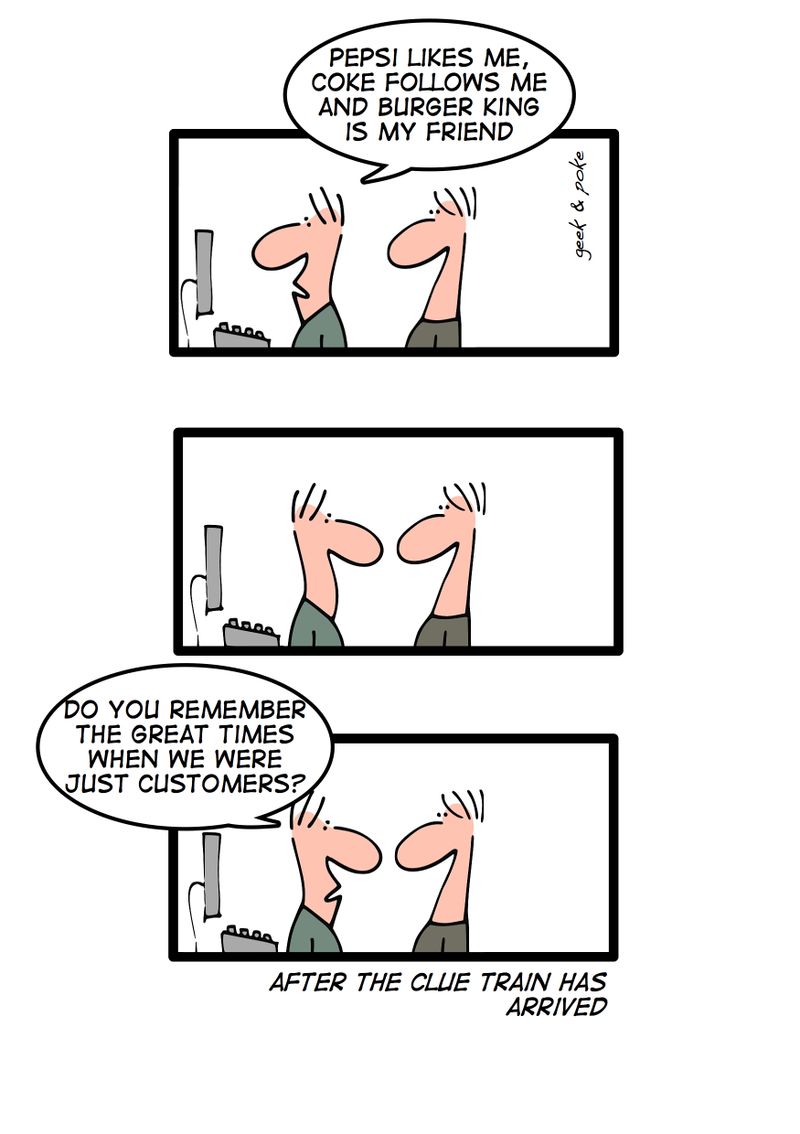 PEPSI LIKES ME,
COKE FOLLOWS ME
AND BURGER KING
IS MY FRIEND
geek & poke
DO YOU REMEMBER
THE GREAT TIMES
WHEN WE WERE
JUST CUSTOMERS?
AFTER THE CLUE TRAIN HAS
ARRIVED